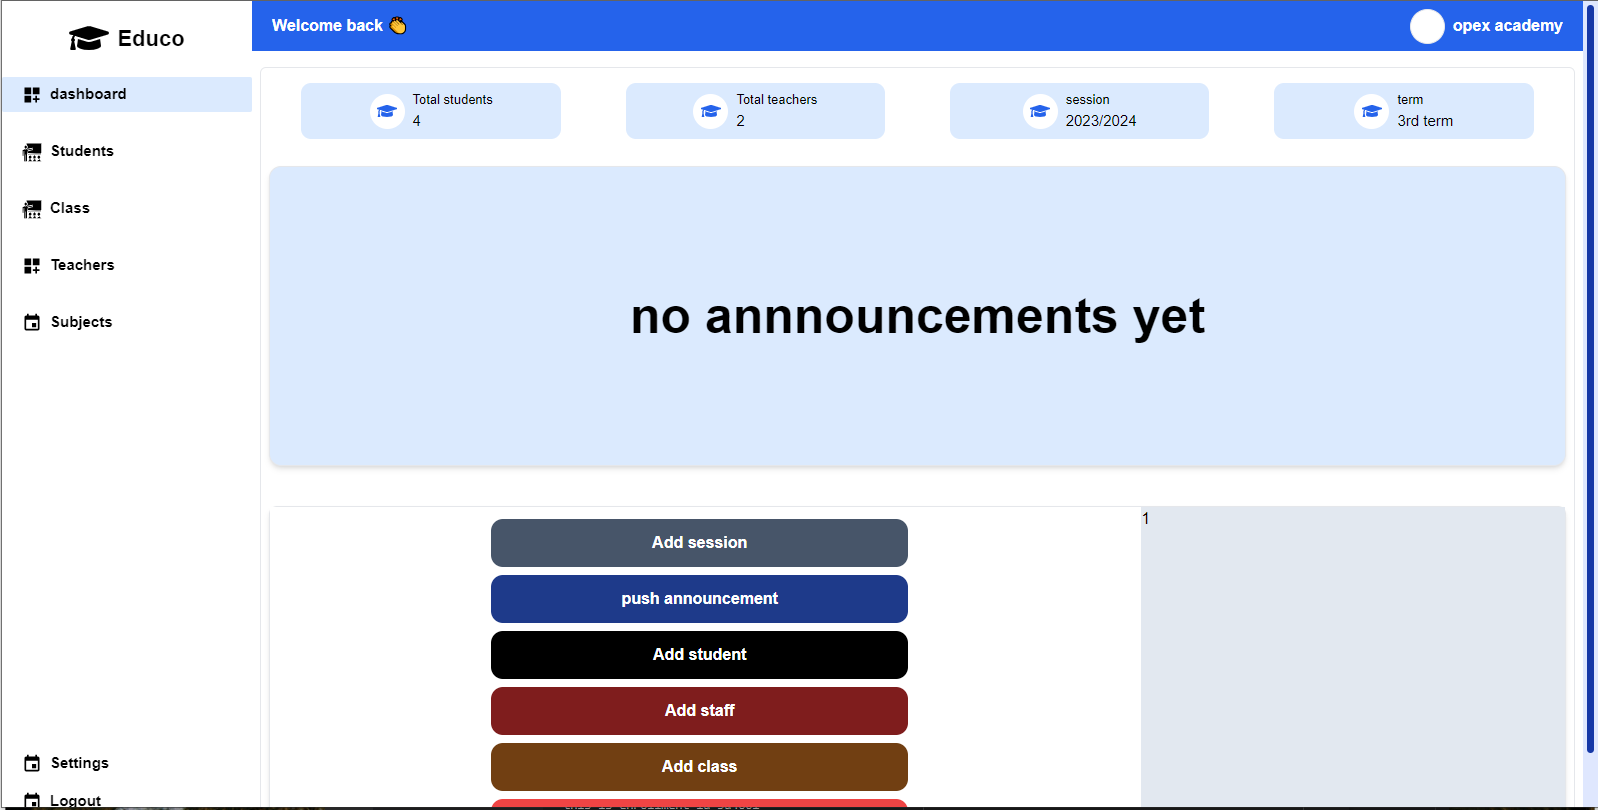 Educo
Welcome back 👏
opex academy
dashboard
Students
Class
Teachers
Subjects
Settings
Logout
Total students
4
Total teachers
2
session
2023/2024
term
3rd term
no annnouncements yet
Add session
push announcement
Add student
Add staff
Add class
1